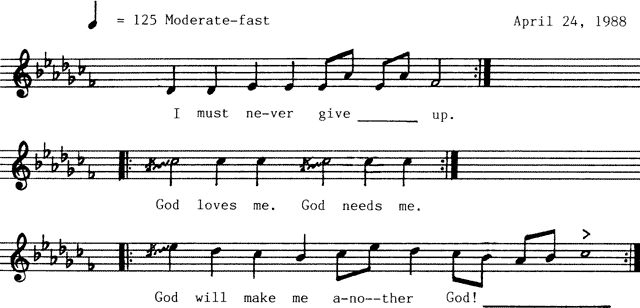 = 125 Moderate-fast April 24, 1988
I must ne-ver give ______ up.
God loves me. God needs me.
God will make me a-no--ther God! ____________